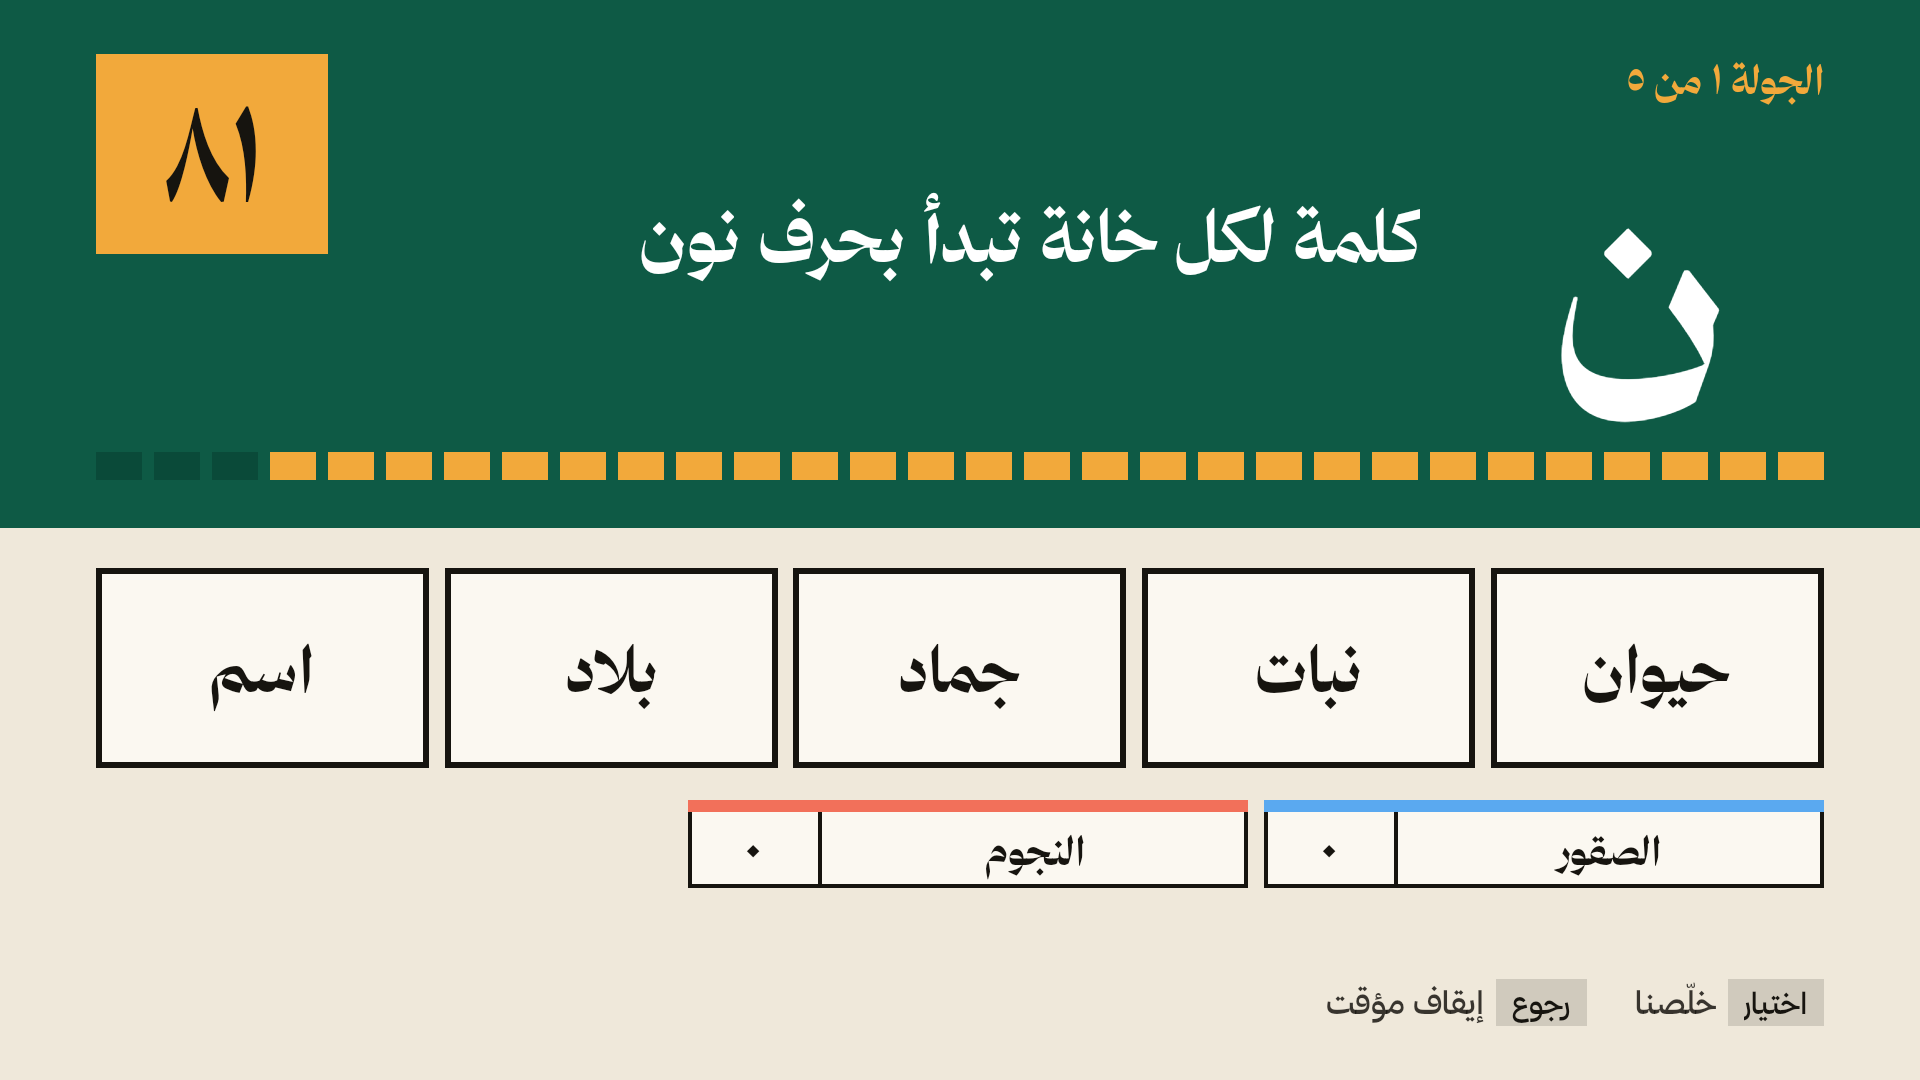 الجولة ١ من ٥
٨١
ن
كلمة لكل خانة تبدأ بحرف نون
حيوان
نبات
جماد
بلاد
اسم
الصقور ٠
النجوم ٠
اختيار خلّصنا
رجوع إيقاف مؤقت